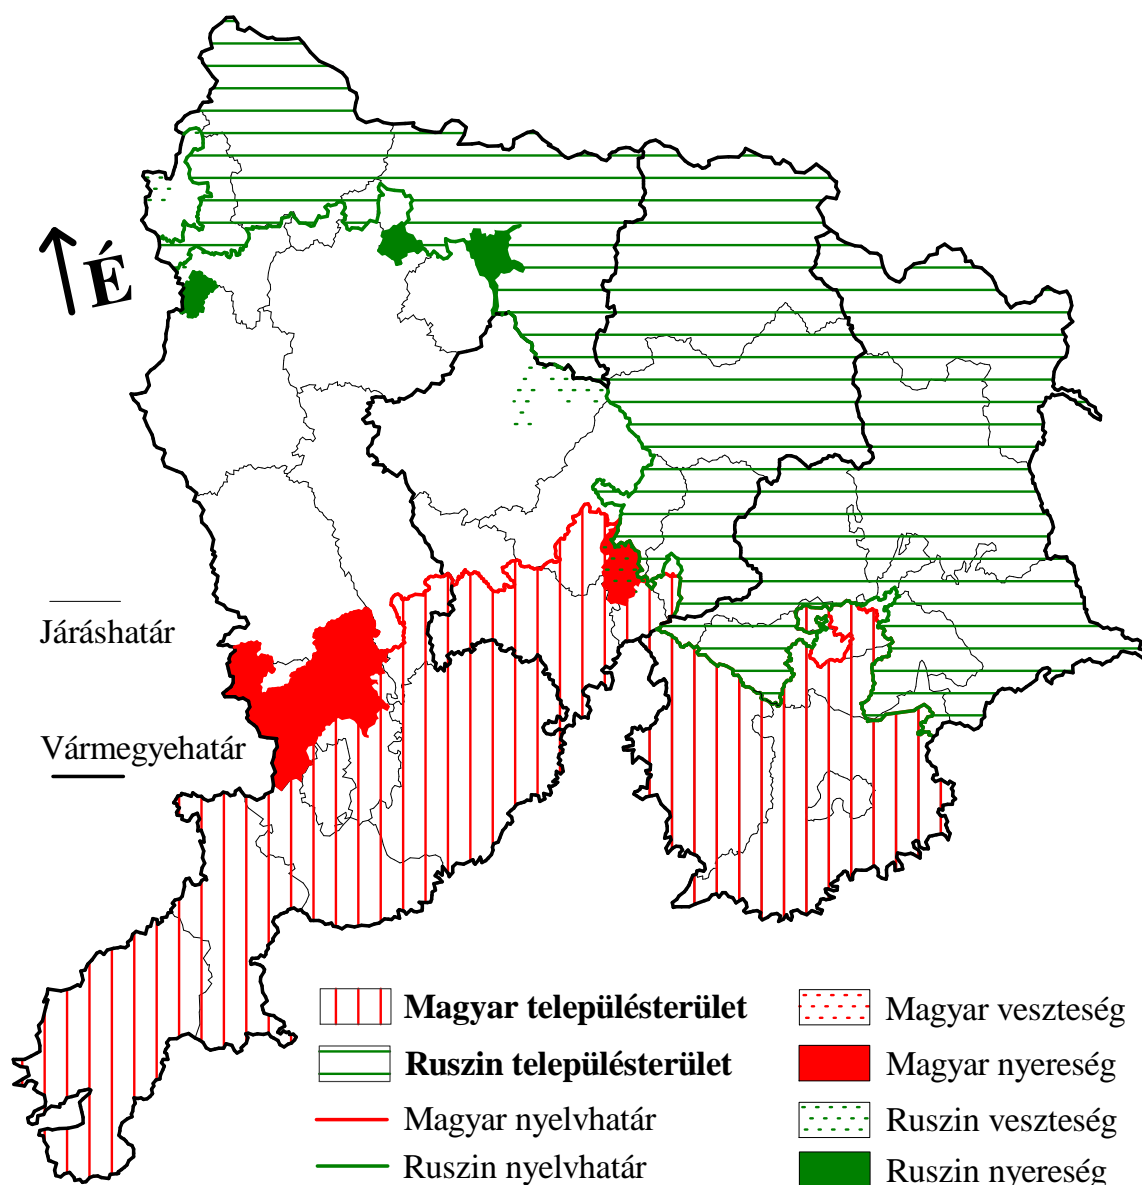 É
Járáshatár
Vármegyehatár
Magyar településterület
Ruszin településterület
Magyar nyelvhatár
Ruszin nyelvhatár
Magyar veszteség
Magyar nyereség
Ruszin veszteség
Ruszin nyereség